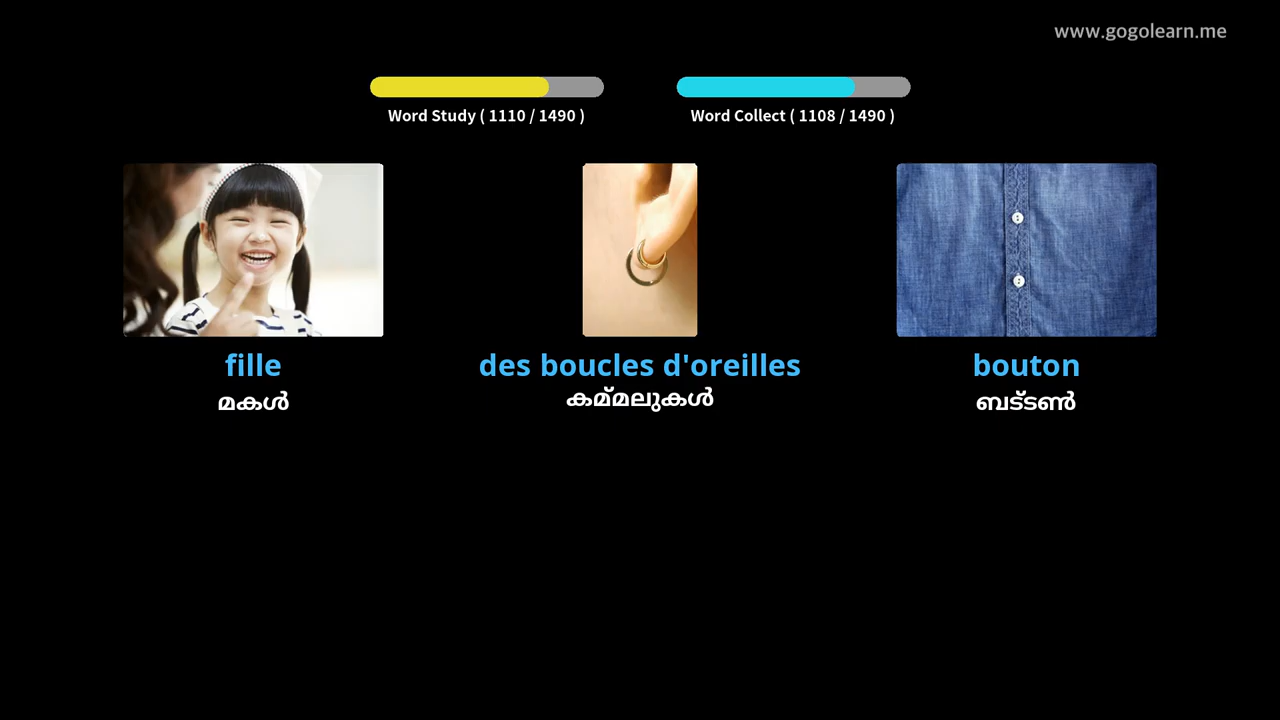 www.gogolearn.me
Word Study ( 1110 / 1490 )
Word Collect ( 1108 / 1490 )
fille
മകൾ
des boucles d'oreilles
കമ്മലുകൾ
bouton
ബട്ടൺ